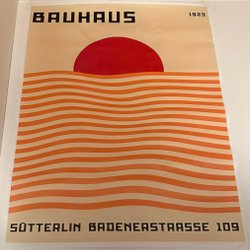 BAUHAUS
1923
SÜTTERLIN BADENERSTRASSE 109